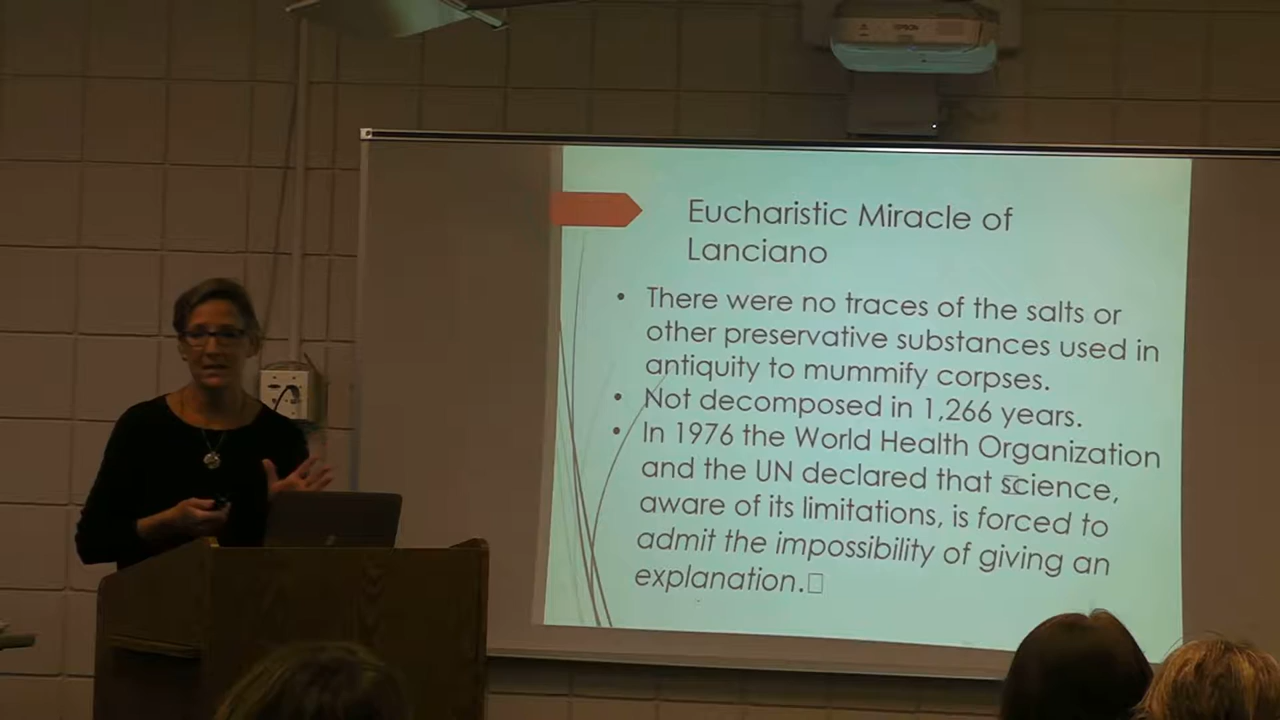 EPSON
Eucharistic Miracle of
Lanciano
• There were no traces of the salts or
other preservative substances used in
antiquity to mummify corpses.
• Not decomposed in 1,266 years.
• In 1976 the World Health Organization
and the UN declared that science,
aware of its limitations, is forced to
admit the impossibility of giving an
explanation.